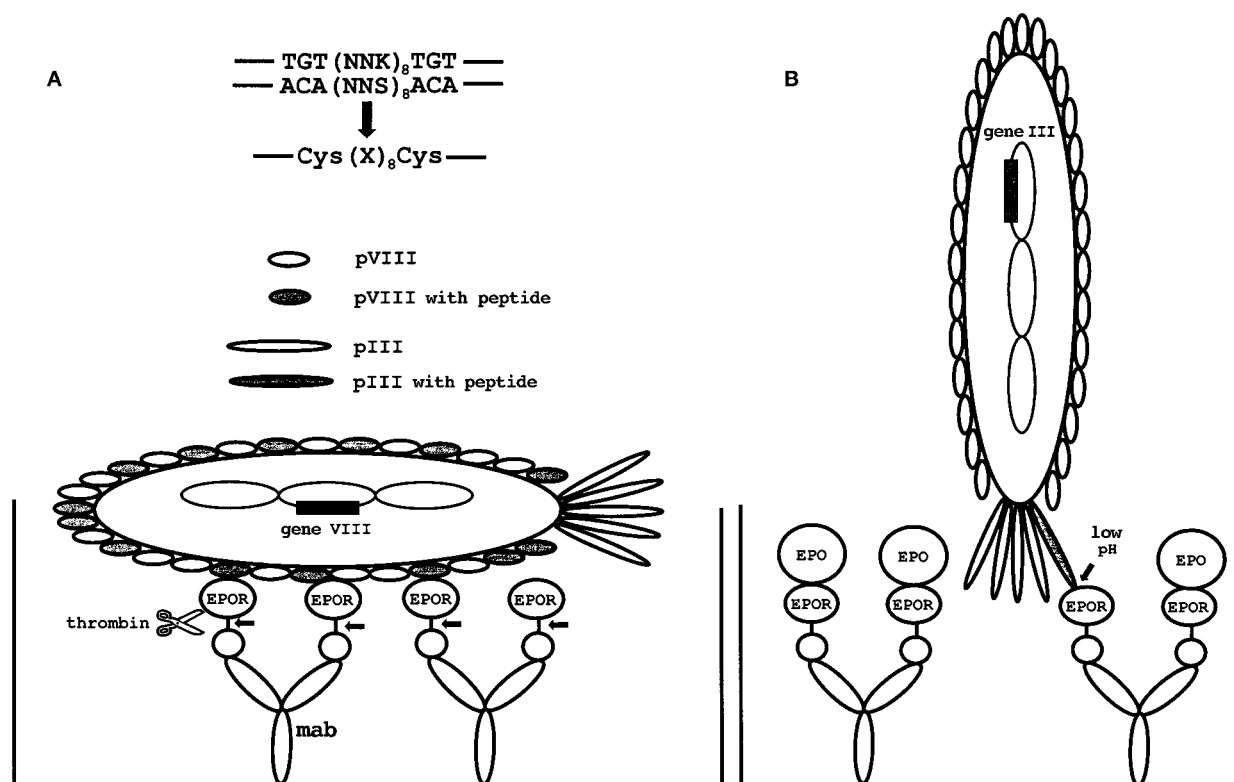 A
TGT (NNK)8TGT
ACA (NNS)8ACA
Cys (X)8Cys
pVIII
pVIII with peptide
pIII
pIII with peptide
gene VIII
EPOR EPOR EPOR EPOR
thrombin
mab
B
gene III
low
pH
EPO EPO EPO
EPOR EPOR EPOR EPOR